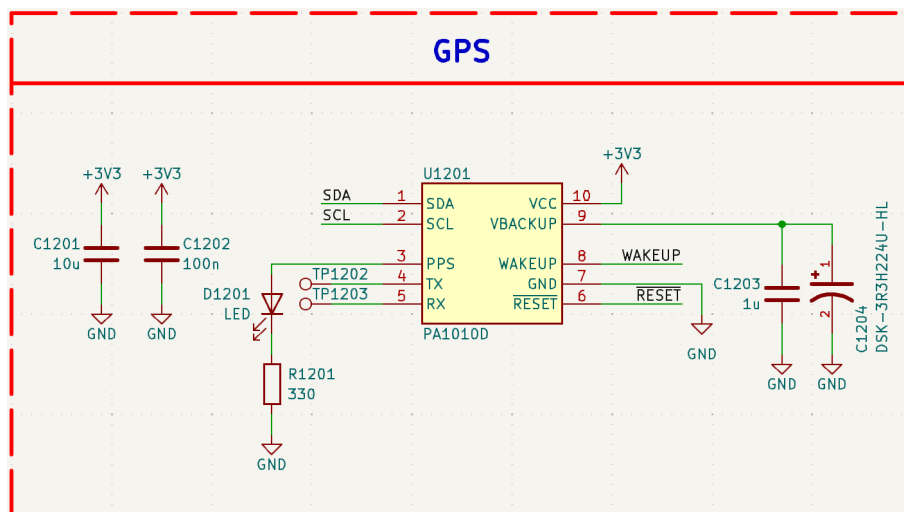 GPS
+3V3
+3V3
C1201
10u
C1202
100n
GND
GND
U1201
+3V3
SDA
1
SDA
VCC
10
SCL
2
SCL
VBACKUP
9
3
PPS
WAKEUP
8
WAKEUP
TP1202
4
TX
GND
7
TP1203
5
RX
RESET
6
RESET
PA1010D
D1201
LED
R1201
330
GND
GND
C1203
1u
GND
+
1
2
GND
C1204
DSK-3R3H224U-HL